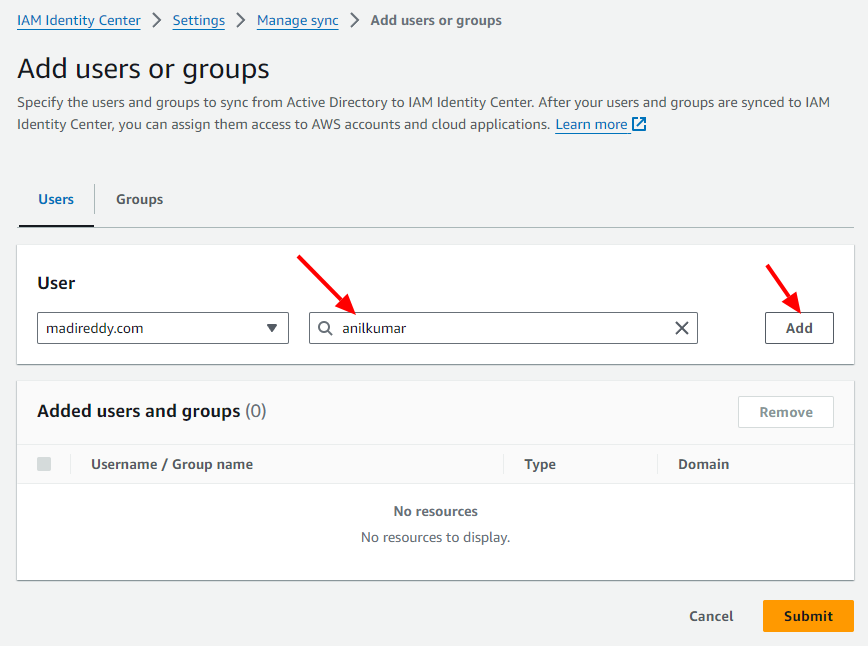 IAM Identity Center > Settings > Manage sync > Add users or groups
Add users or groups
Specify the users and groups to sync from Active Directory to IAM Identity Center. After your users and groups are synced to IAM
Identity Center, you can assign them access to AWS accounts and cloud applications. Learn more
Users Groups
User
madireddy.com anilkumar Add
Added users and groups (0) Remove
Username / Group name Type Domain
No resources
No resources to display.
Cancel Submit